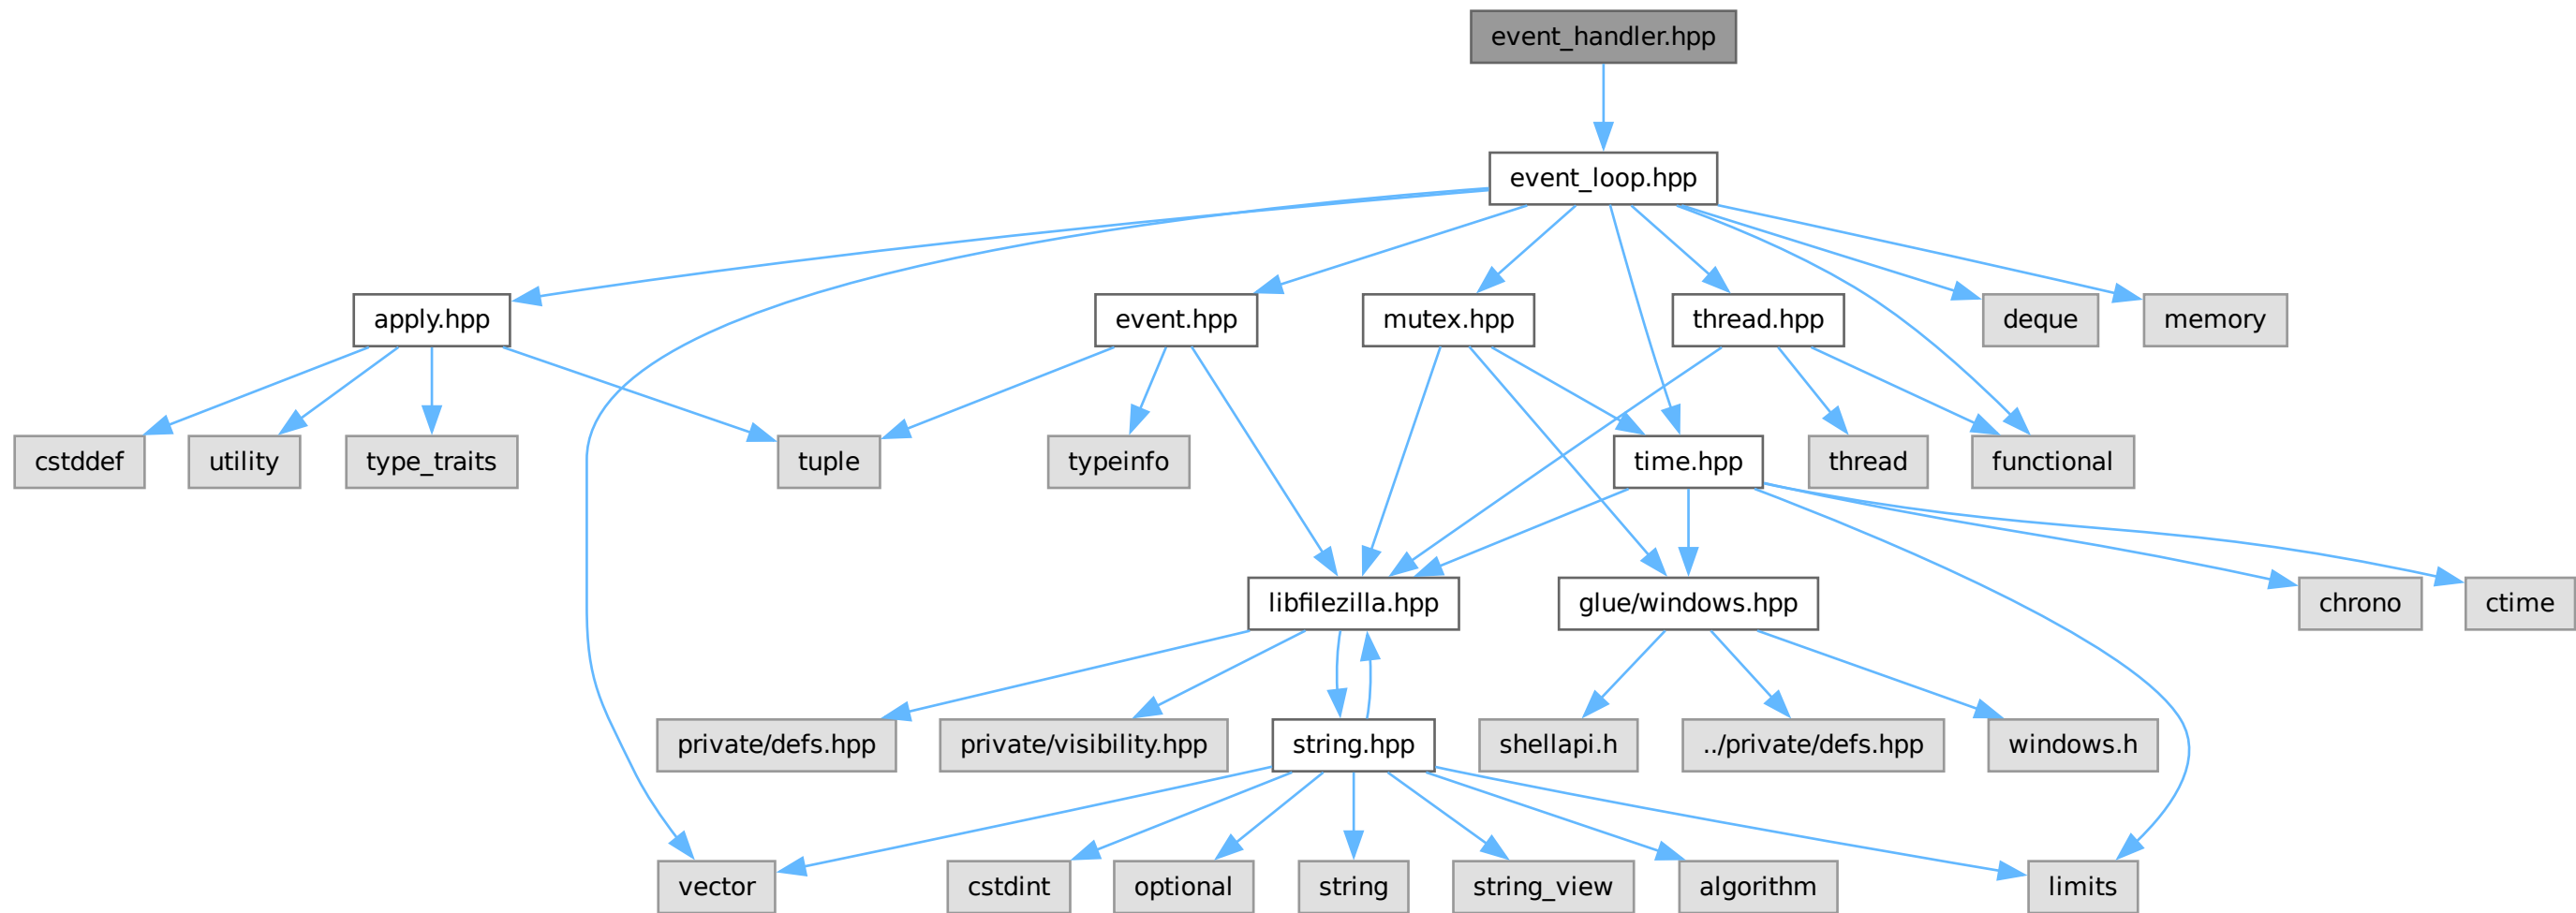 event_handler.hpp
event_loop.hpp
apply.hpp
event.hpp
mutex.hpp
thread.hpp
deque
memory
cstddef
utility
type_traits
tuple
typeinfo
time.hpp
thread
functional
libfilezilla.hpp
glue/windows.hpp
chrono
ctime
private/defs.hpp
private/visibility.hpp
string.hpp
shellapi.h
../private/defs.hpp
windows.h
vector
cstdint
optional
string
string_view
algorithm
limits